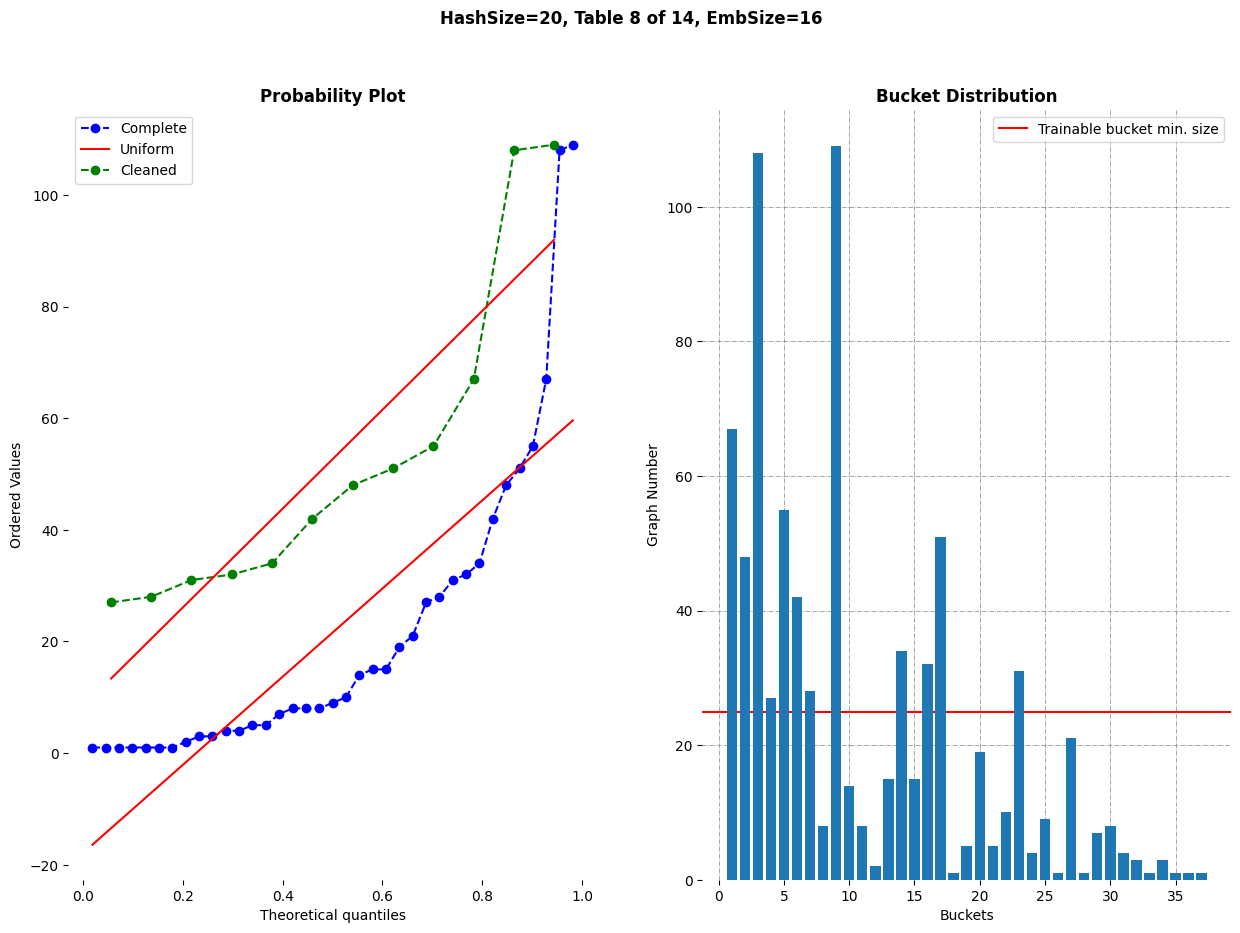 HashSize=20, Table 8 of 14, EmbSize=16
Probability Plot
Complete
Uniform
Cleaned
Ordered Values
100
80
60
40
20
0
−20
0.0 0.2 0.4 0.6 0.8 1.0
Theoretical quantiles
Bucket Distribution
Trainable bucket min. size
Graph Number
100
80
60
40
20
0
0 5 10 15 20 25 30 35
Buckets